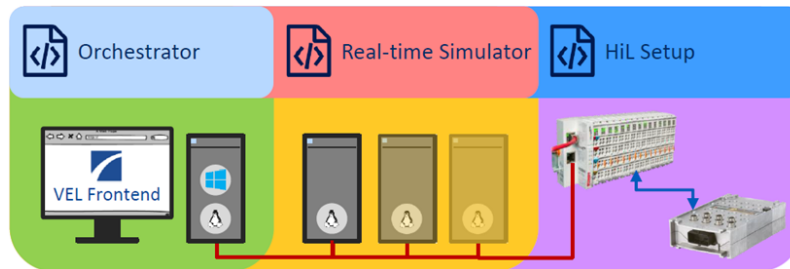 </> Orchestrator
</> Real-time Simulator
</> HiL Setup
VEL Frontend